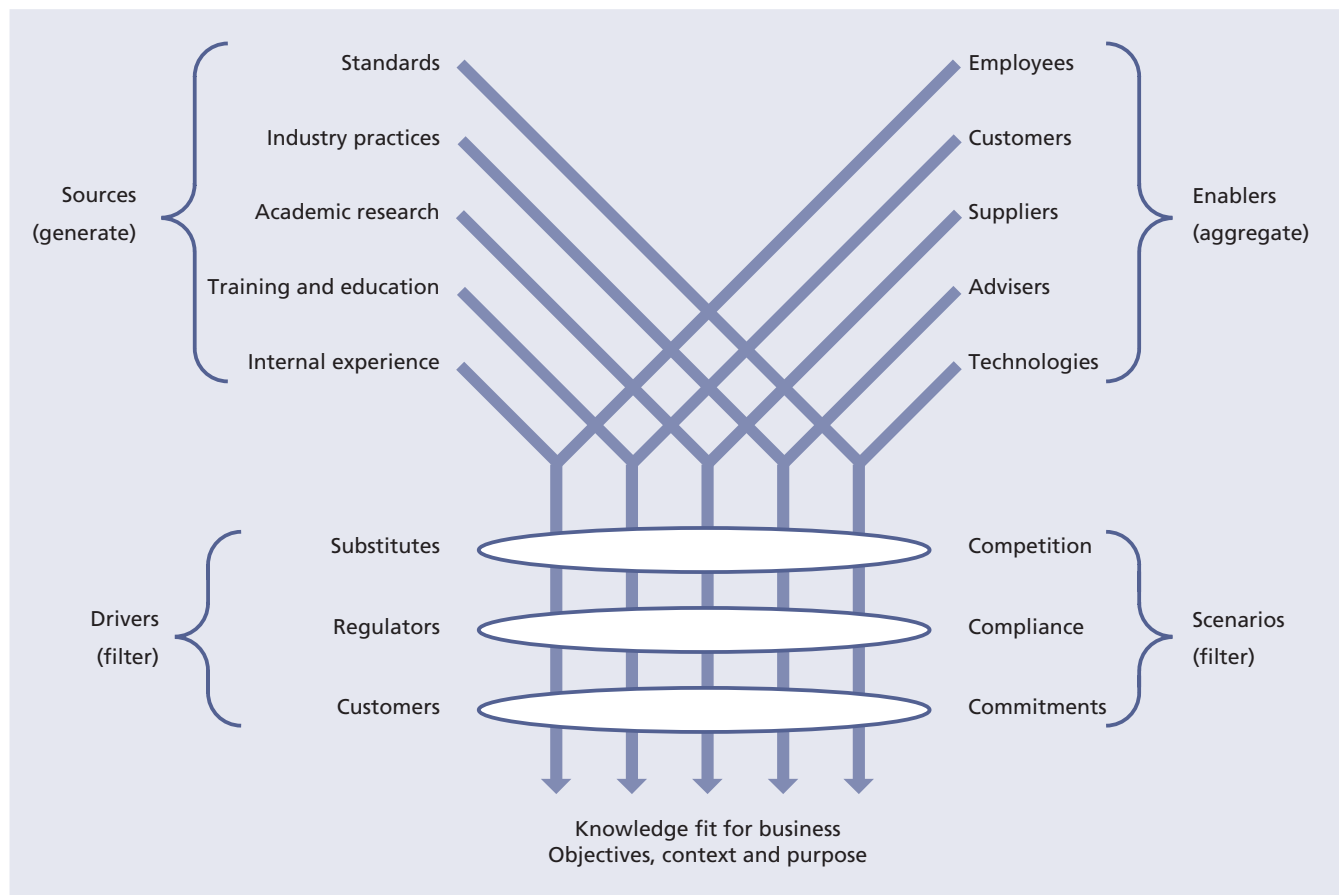 Standards
Industry practices
Academic research
Training and education
Internal experience
Sources
(generate)
Employees
Customers
Suppliers
Advisers
Technologies
Enablers
(aggregate)
Substitutes
Regulators
Customers
Drivers
(filter)
Competition
Compliance
Commitments
Scenarios
(filter)
Knowledge fit for business
Objectives, context and purpose